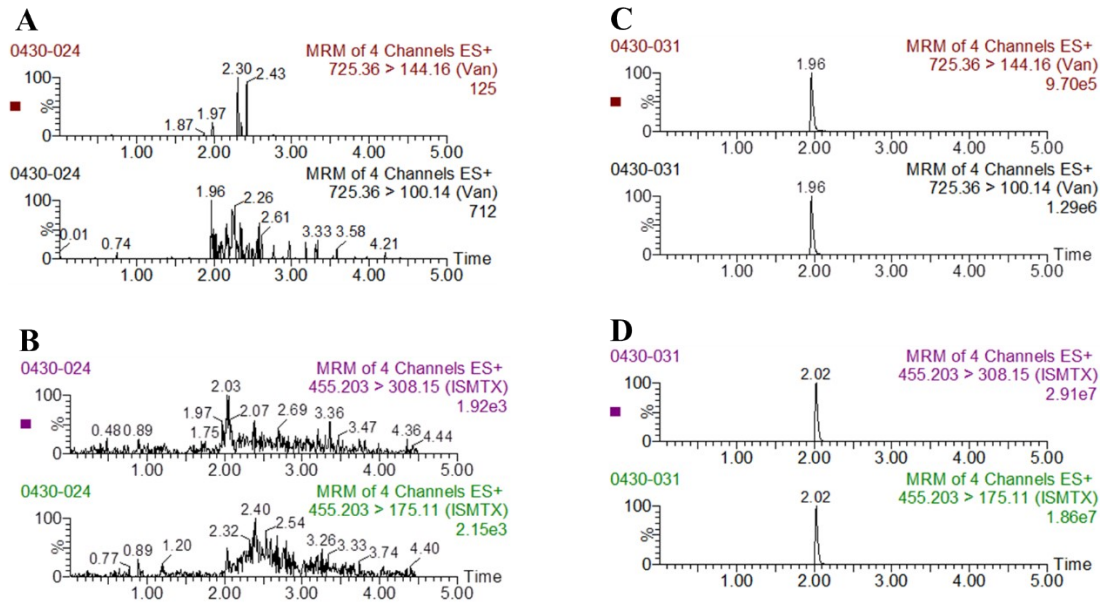 A
0430-024
MRM of 4 Channels ES+
725.36 > 144.16 (Van)
125
100
%
0
1.87
1.97
2.30
2.43
1.00 2.00 3.00 4.00 5.00
0430-024
MRM of 4 Channels ES+
725.36 > 100.14 (Van)
712
100
%
0
0.01
0.74
1.96
2.26
2.61
3.33
3.58
4.21
Time
1.00 2.00 3.00 4.00 5.00
B
0430-024
MRM of 4 Channels ES+
455.203 > 308.15 (ISMTX)
1.92e3
100
%
0
0.48
0.89
1.75
1.97
2.03
2.07
2.69
3.36
3.47
4.36
4.44
1.00 2.00 3.00 4.00 5.00
0430-024
MRM of 4 Channels ES+
455.203 > 175.11 (ISMTX)
2.15e3
100
%
0
0.77
0.89
1.20
2.32
2.40
2.54
3.26
3.33
3.74
4.40
Time
1.00 2.00 3.00 4.00 5.00
C
0430-031
MRM of 4 Channels ES+
725.36 > 144.16 (Van)
9.70e5
100
%
0
1.96
1.00 2.00 3.00 4.00 5.00
0430-031
MRM of 4 Channels ES+
725.36 > 100.14 (Van)
1.29e6
100
%
0
1.96
Time
1.00 2.00 3.00 4.00 5.00
D
0430-031
MRM of 4 Channels ES+
455.203 > 308.15 (ISMTX)
2.91e7
100
%
0
2.02
1.00 2.00 3.00 4.00 5.00
0430-031
MRM of 4 Channels ES+
455.203 > 175.11 (ISMTX)
1.86e7
100
%
0
2.02
Time
1.00 2.00 3.00 4.00 5.00